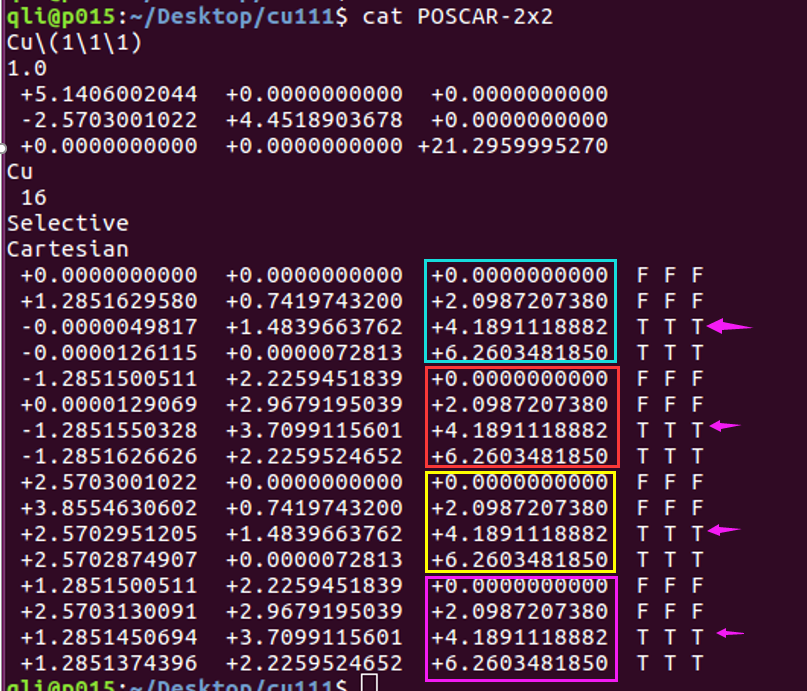 qli@p015:~/Desktop/cu111$ cat POSCAR-2x2
Cu\(1\1\1)
1.0
+5.1406002044 +0.0000000000 +0.0000000000
-2.5703001022 +4.4518903678 +0.0000000000
+0.0000000000 +0.0000000000 +21.2959995270
Cu
16
Selective
Cartesian
+0.0000000000 +0.0000000000 +0.0000000000 F F F
+1.2851629580 +0.7419743200 +2.0987207380 F F F
-0.0000049817 +1.4839663762 +4.1891118882 T T T
-0.0000126115 +0.0000072813 +6.2603481850 T T T
-1.2851500511 +2.2259451839 +0.0000000000 F F F
+0.0000129069 +2.9679195039 +2.0987207380 F F F
-1.2851550328 +3.7099115601 +4.1891118882 T T T
-1.2851626626 +2.2259524652 +6.2603481850 T T T
+2.5703001022 +0.0000000000 +0.0000000000 F F F
+3.8554630602 +0.7419743200 +2.0987207380 F F F
+2.5702951205 +1.4839663762 +4.1891118882 T T T
+2.5702874907 +0.0000072813 +6.2603481850 T T T
+1.2851500511 +2.2259451839 +0.0000000000 F F F
+2.5703130091 +2.9679195039 +2.0987207380 F F F
+1.2851450694 +3.7099115601 +4.1891118882 T T T
+1.2851374396 +2.2259524652 +6.2603481850 T T T
qli@p015:~/Desktop/cu111$